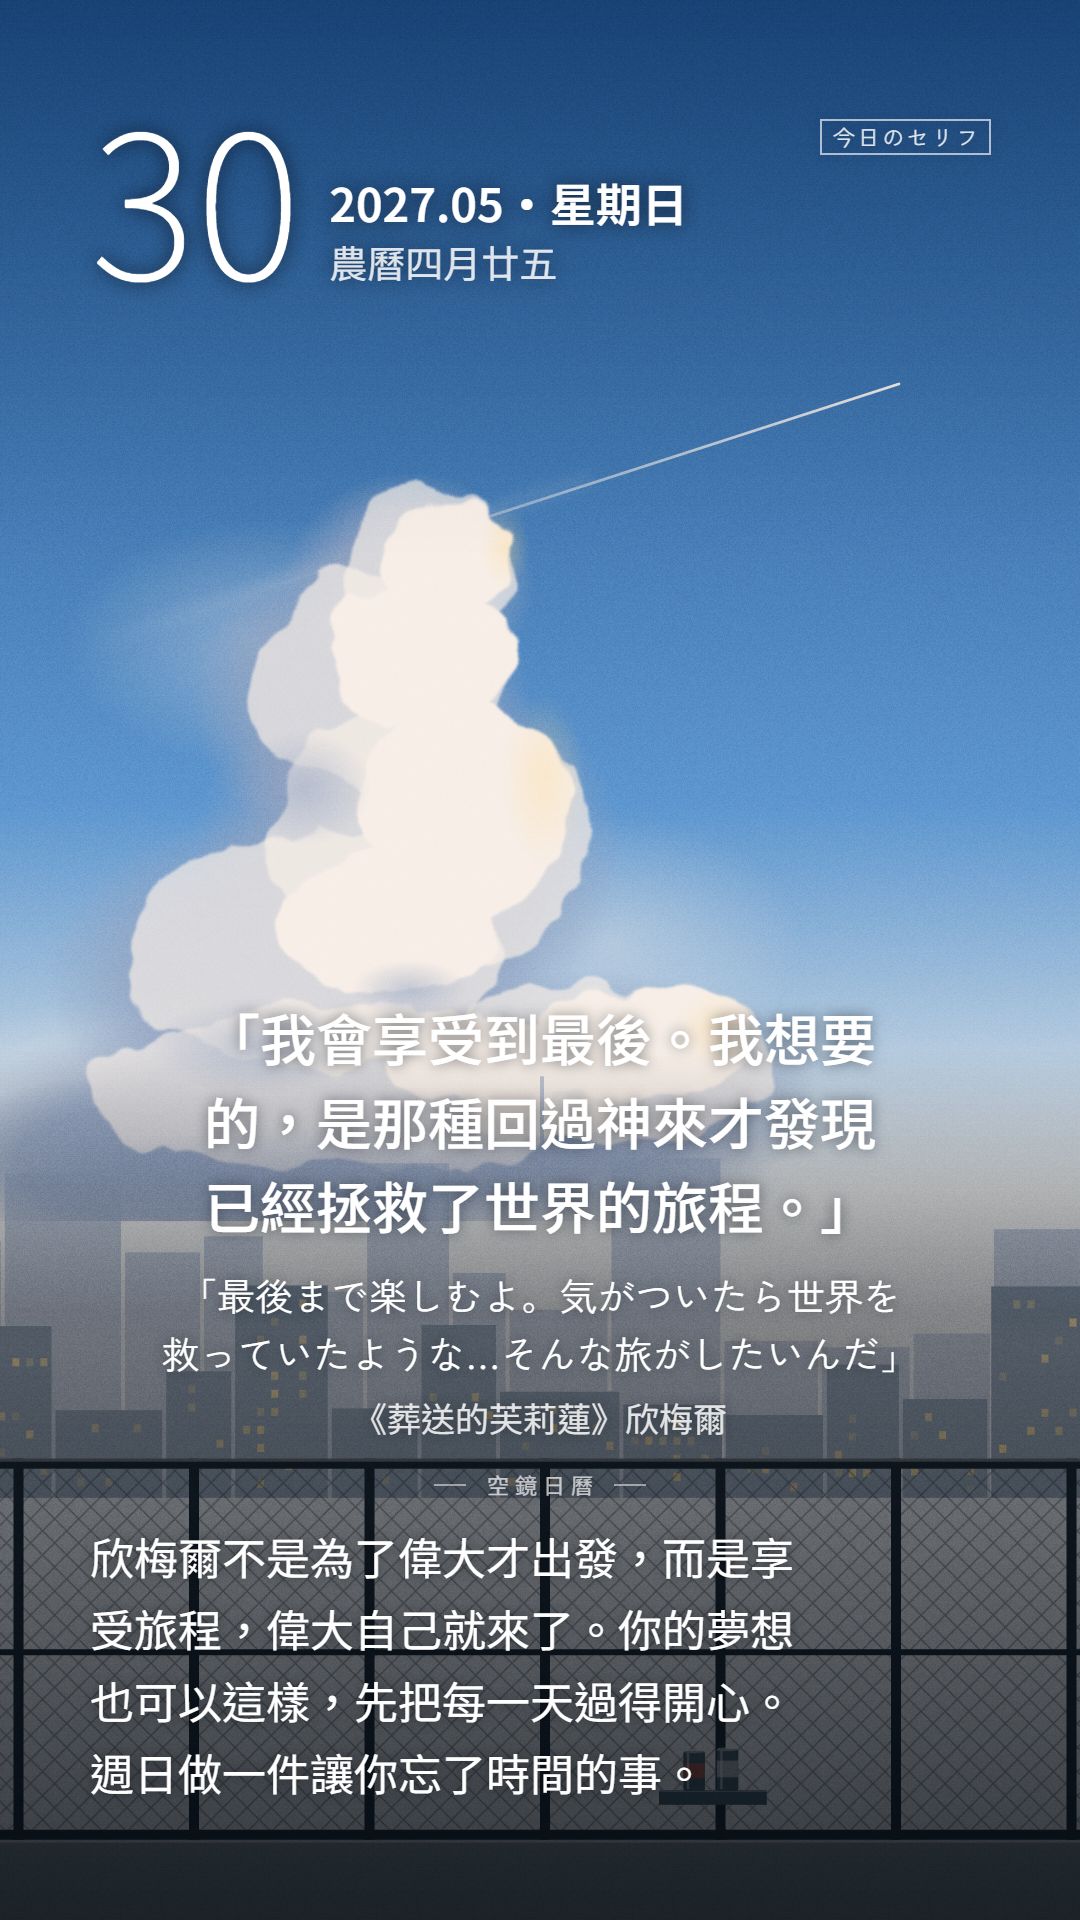 30
今日のセリフ
2027.05・星期日
農曆四月廿五
「我會享受到最後。我想要
的，是那種回過神來才發現
已經拯救了世界的旅程。」
「最後まで楽しむよ。気がついたら世界を
救っていたような…そんな旅がしたいんだ」
《葬送的芙莉蓮》欣梅爾
空鏡日曆
欣梅爾不是為了偉大才出發，而是享
受旅程，偉大自己就來了。你的夢想
也可以這樣，先把每一天過得開心。
週日做一件讓你忘了時間的事。